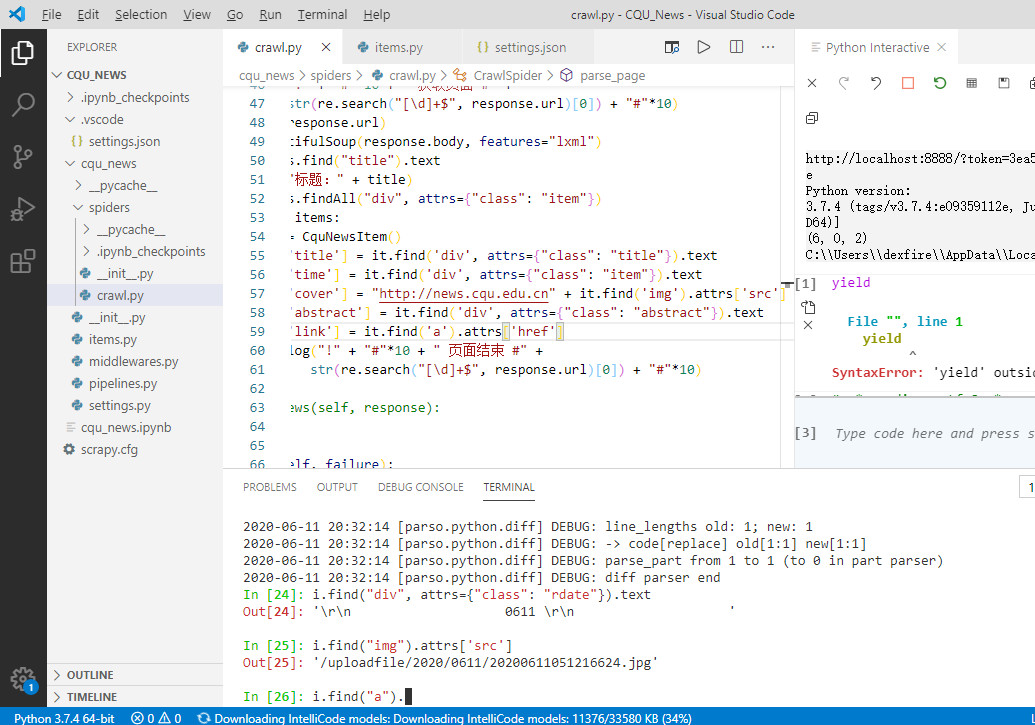 File Edit Selection View Go Run Terminal Help crawl.py - CQU_News - Visual Studio Code
EXPLORER
CQU_NEWS
.ipynb_checkpoints
.vscode
{} settings.json
cqu_news
__pycache__
spiders
__pycache__
.ipynb_checkpoints
__init__.py
crawl.py
__init__.py
items.py
middlewares.py
pipelines.py
settings.py
cqu_news.ipynb
scrapy.cfg
OUTLINE
TIMELINE
crawl.py items.py {} settings.json
cqu_news > spiders > crawl.py > CrawlSpider > parse_page
47 str(re.search("[\d]+$", response.url)[0]) + "#"*10)
48 response.url)
49 tifulSoup(response.body, features="lxml")
50 s.find("title").text
51 "标题：" + title)
52 s.findAll("div", attrs={"class": "item"})
53 items:
54 = CquNewsItem()
55 'title'] = it.find('div', attrs={"class": "title"}).text
56 'time'] = it.find('div', attrs={"class": "item"}).text
57 'cover'] = "http://news.cqu.edu.cn" + it.find('img').attrs['src']
58 'abstract'] = it.find('div', attrs={"class": "abstract"}).text
59 'link'] = it.find('a').attrs['href']
60 log("!" + "#"*10 + " 页面结束 #" +
61 str(re.search("[\d]+$", response.url)[0]) + "#"*10)
62
63 ews(self, response):
64
65
66 elf, failure):
Python Interactive
http://localhost:8888/?token=3ea5
e
Python version:
3.7.4 (tags/v3.7.4:e09359112e, Ju
D64)]
(6, 0, 2)
C:\\Users\\dexfire\\AppData\\Loca
[1] yield
File "", line 1
yield
^
SyntaxError: 'yield' outsid
[3] Type code here and press s
PROBLEMS OUTPUT DEBUG CONSOLE TERMINAL
1
2020-06-11 20:32:14 [parso.python.diff] DEBUG: line_lengths old: 1; new: 1
2020-06-11 20:32:14 [parso.python.diff] DEBUG: -> code[replace] old[1:1] new[1:1]
2020-06-11 20:32:14 [parso.python.diff] DEBUG: parse_part from 1 to 1 (to 0 in part parser)
2020-06-11 20:32:14 [parso.python.diff] DEBUG: diff parser end
In [24]: i.find("div", attrs={"class": "rdate"}).text
Out[24]: '\r\n 0611 \r\n '
In [25]: i.find("img").attrs['src']
Out[25]: '/uploadfile/2020/0611/20200611051216624.jpg'
In [26]: i.find("a").
1
Python 3.7.4 64-bit 0 0 Downloading IntelliCode models: Downloading IntelliCode models: 11376/33580 KB (34%)